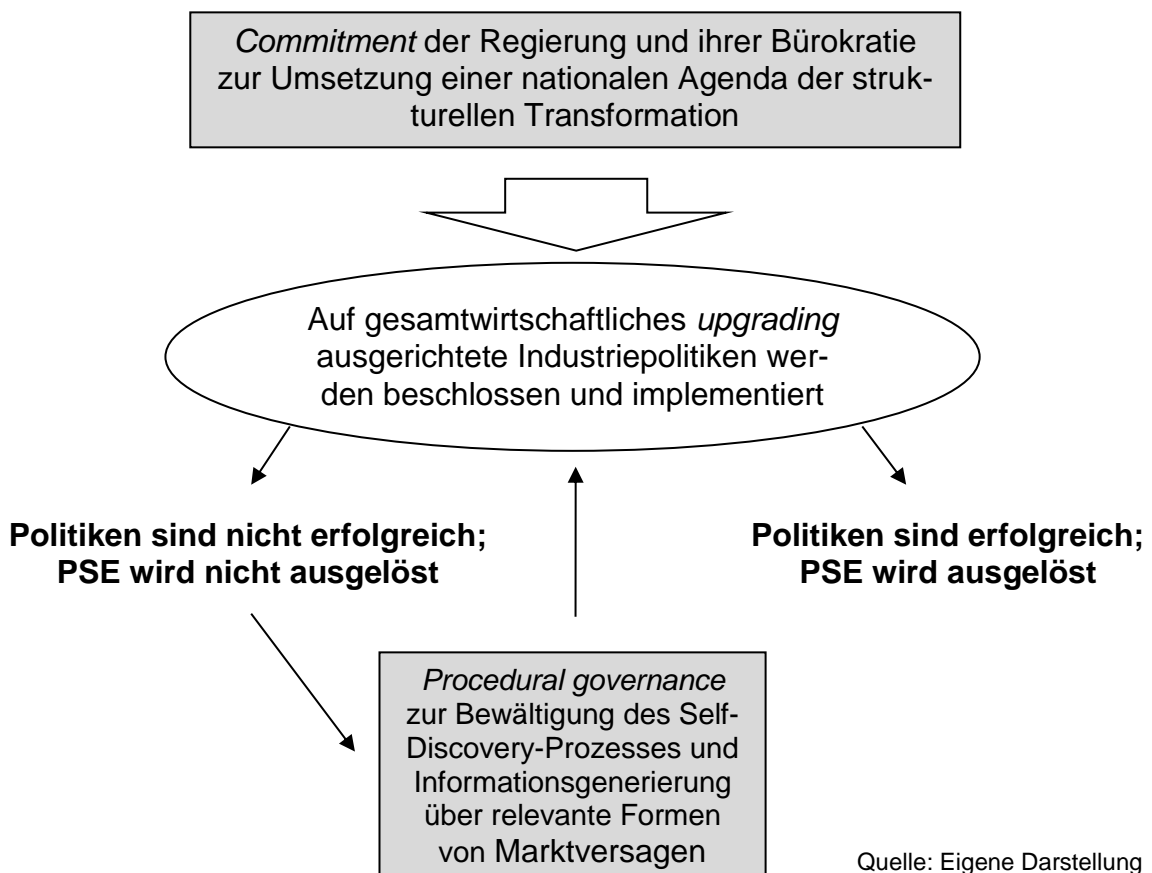 Commitment der Regierung und ihrer Bürokratie
zur Umsetzung einer nationalen Agenda der struk-
turellen Transformation
Auf gesamtwirtschaftliches upgrading
ausgerichtete Industriepolitiken wer-
den beschlossen und implementiert
Politiken sind nicht erfolgreich;
PSE wird nicht ausgelöst
Politiken sind erfolgreich;
PSE wird ausgelöst
Procedural governance
zur Bewältigung des Self-
Discovery-Prozesses und
Informationsgenerierung
über relevante Formen
von Marktversagen
Quelle: Eigene Darstellung